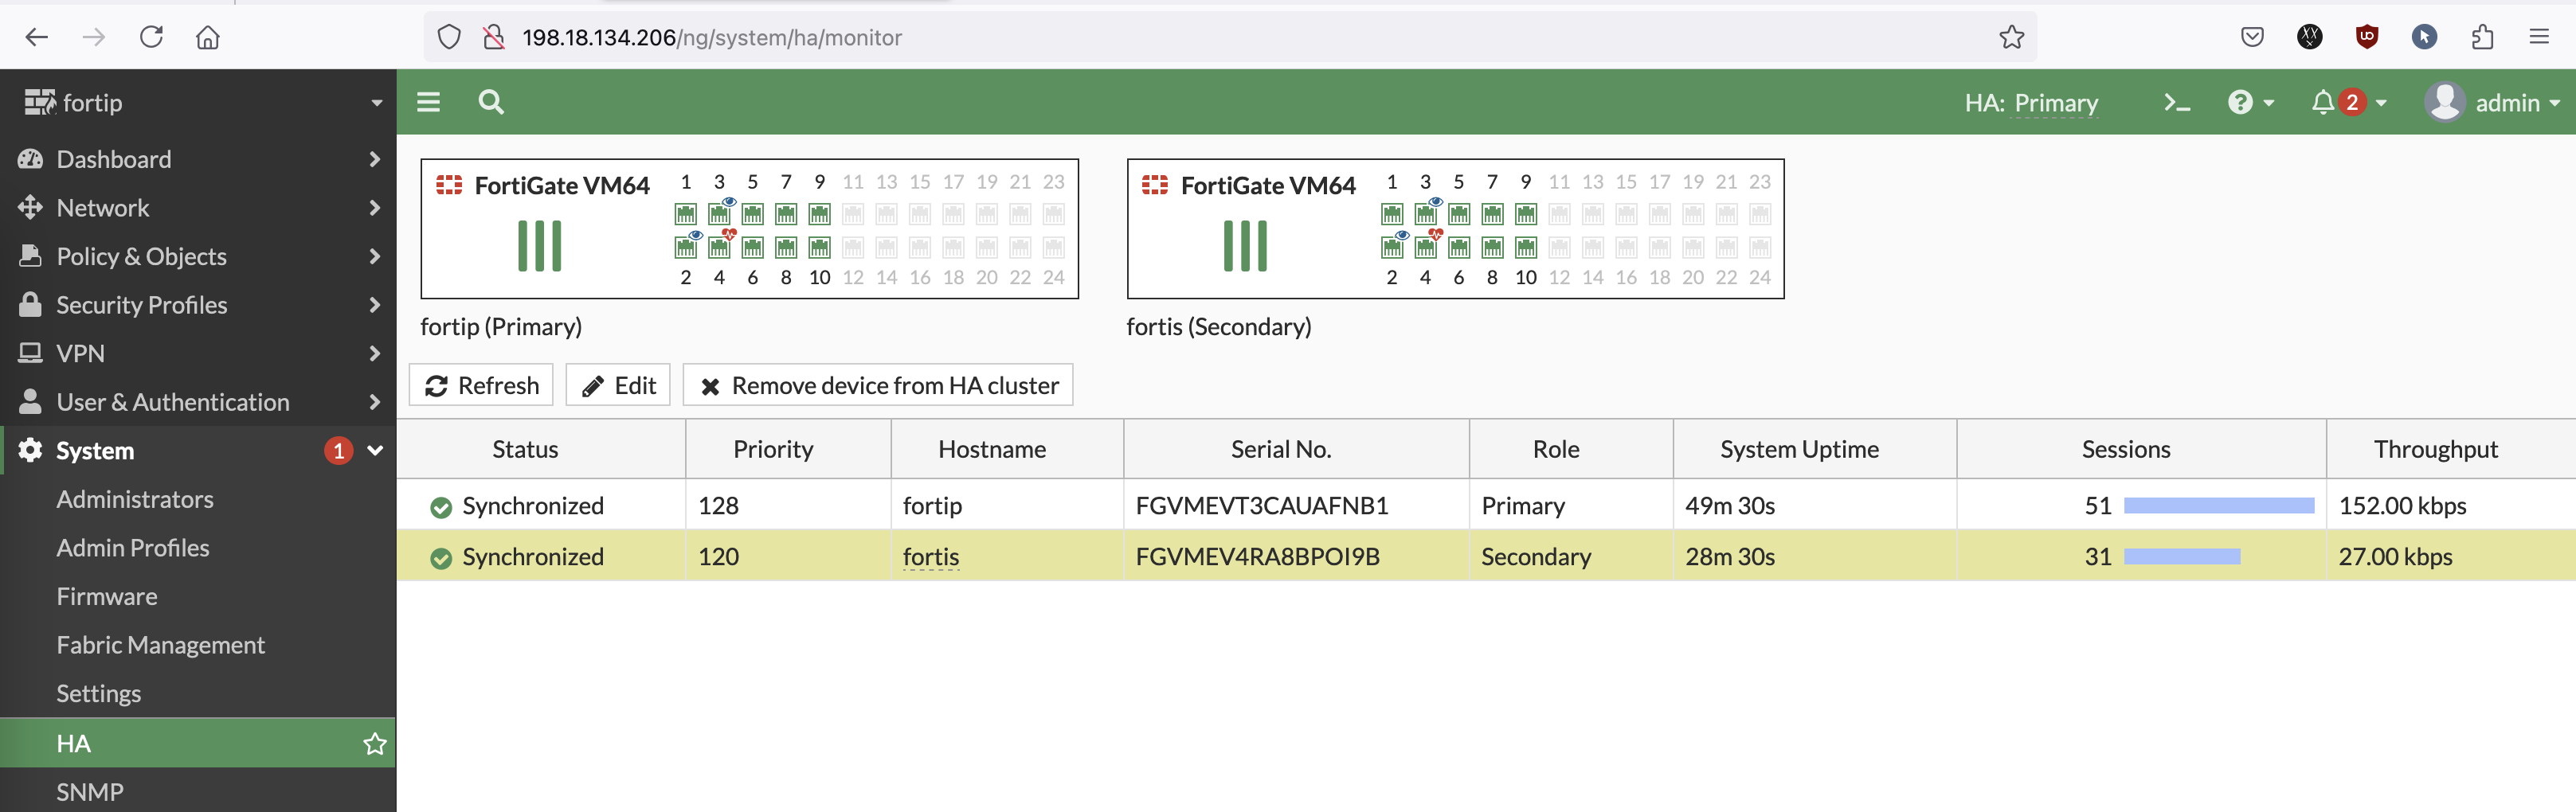 198.18.134.206/ng/system/ha/monitor
fortip
HA: Primary
2
admin
Dashboard
Network
Policy & Objects
Security Profiles
VPN
User & Authentication
System 1
Administrators
Admin Profiles
Firmware
Fabric Management
Settings
HA
SNMP
FortiGate VM64
1 3 5 7 9 11 13 15 17 19 21 23
2 4 6 8 10 12 14 16 18 20 22 24
fortip (Primary)
FortiGate VM64
1 3 5 7 9 11 13 15 17 19 21 23
2 4 6 8 10 12 14 16 18 20 22 24
fortis (Secondary)
Refresh Edit Remove device from HA cluster
Status Priority Hostname Serial No. Role System Uptime Sessions Throughput
Synchronized 128 fortip FGVMEVT3CAUAFNB1 Primary 49m 30s 51 152.00 kbps
Synchronized 120 fortis FGVMEV4RA8BPOI9B Secondary 28m 30s 31 27.00 kbps